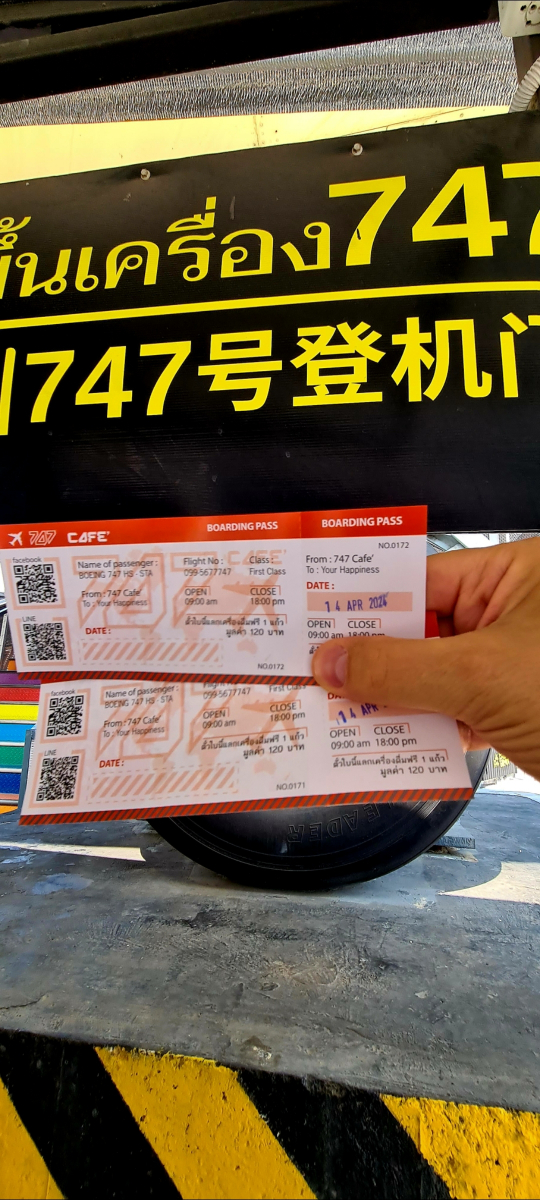 ขึ้นเครื่อง747
747号登机门
747 CAFE' BOARDING PASS BOARDING PASS
NO.0172
facebook
Name of passenger :
BOEING 747 HS - STA
Flight No :
099-5677747
Class :
First Class
From : 747 Cafe'
To : Your Happiness
OPEN CLOSE
09:00 am 18:00 pm
LINE
DATE :
ตั๋วใบนี้แลกเครื่องดื่มฟรี 1 แก้ว
มูลค่า 120 บาท
NO.0172
From : 747 Cafe'
To : Your Happiness
DATE :
14 APR 2024
OPEN CLOSE
09:00 am 18:00 pm
facebook
Name of passenger :
BOEING 747 HS - STA
099-5677747
First Class
From : 747 Cafe'
To : Your Happiness
OPEN CLOSE
09:00 am 18:00 pm
LINE
DATE :
ตั๋วใบนี้แลกเครื่องดื่มฟรี 1 แก้ว
มูลค่า 120 บาท
NO.0171
14 APR
OPEN CLOSE
09:00 am 18:00 pm
ตั๋วใบนี้แลกเครื่องดื่มฟรี 1 แก้ว
มูลค่า 120 บาท